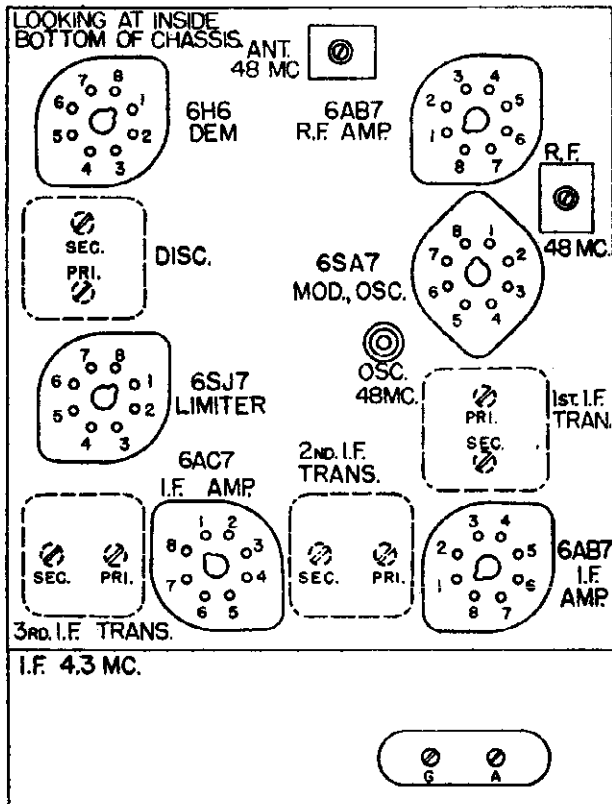 LOOKING AT INSIDE
BOTTOM OF CHASSIS.
ANT.
48 MC
7 8
6 1
5 2
4 3
6H6
DEM
6AB7
R.F. AMP.
3 4
2 5
1 6
8 7
R.F.
48 MC.
SEC.
PRI.
DISC.
6SA7
MOD., OSC.
8 1
7 2
6 3
5 4
OSC.
48MC.
7 8
6 1
5 2
4 3
6SJ7
LIMITER
PRI.
SEC.
1ST. I.F.
TRAN.
6AC7
I.F. AMP.
2ND. I.F.
TRANS.
SEC. PRI.
1 2
8 3
7 4
6 5
SEC. PRI.
3 4
2 5
1 6
8 7
6AB7
I.F.
AMP.
3RD. I.F. TRANS.
I.F. 4.3 MC.
G A